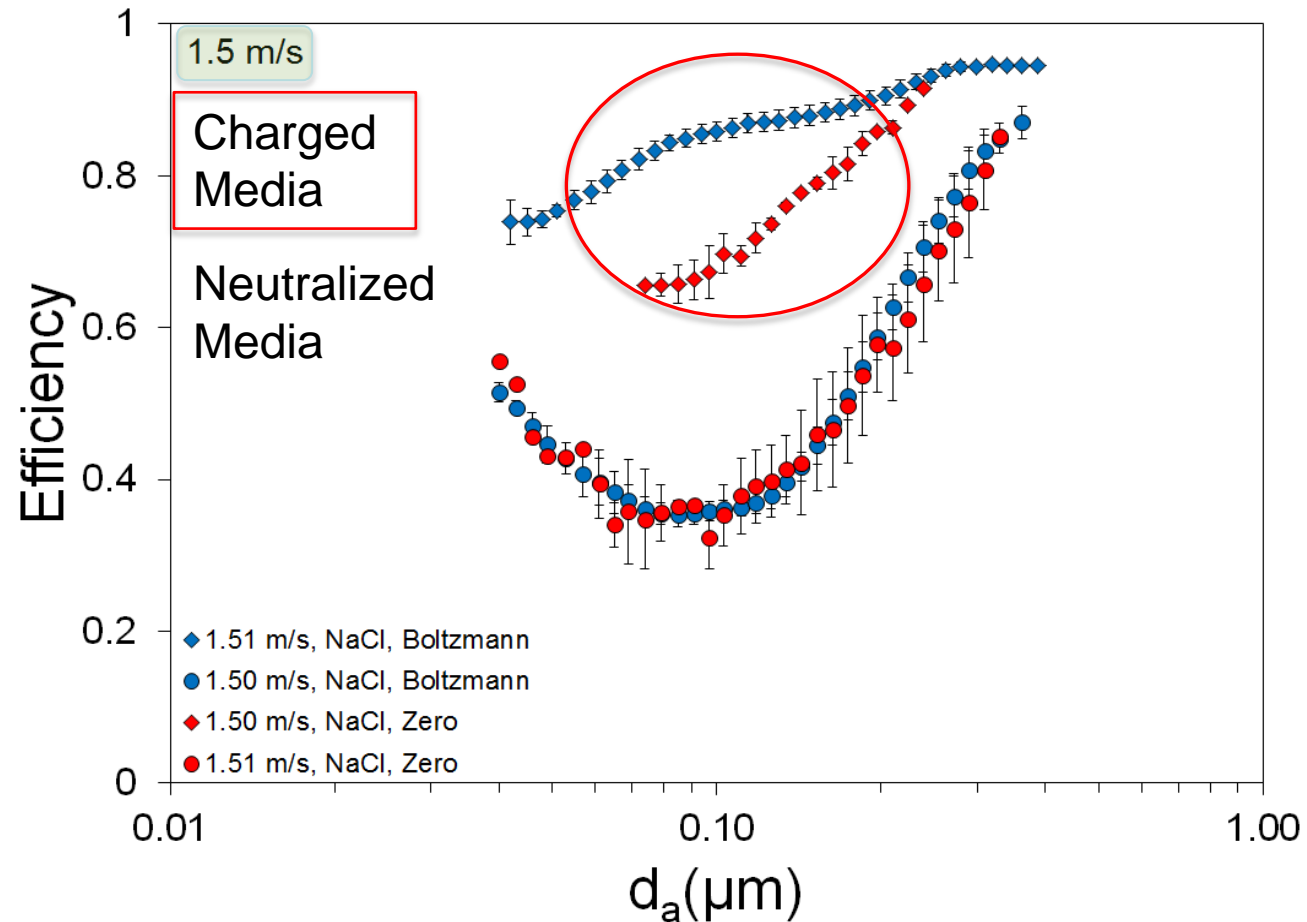 1.5 m/s
Charged
Media
Neutralized
Media
Efficiency
1
0.8
0.6
0.4
0.2
0
1.51 m/s, NaCl, Boltzmann
1.50 m/s, NaCl, Boltzmann
1.50 m/s, NaCl, Zero
1.51 m/s, NaCl, Zero
0.01
0.10
1.00
da(μm)